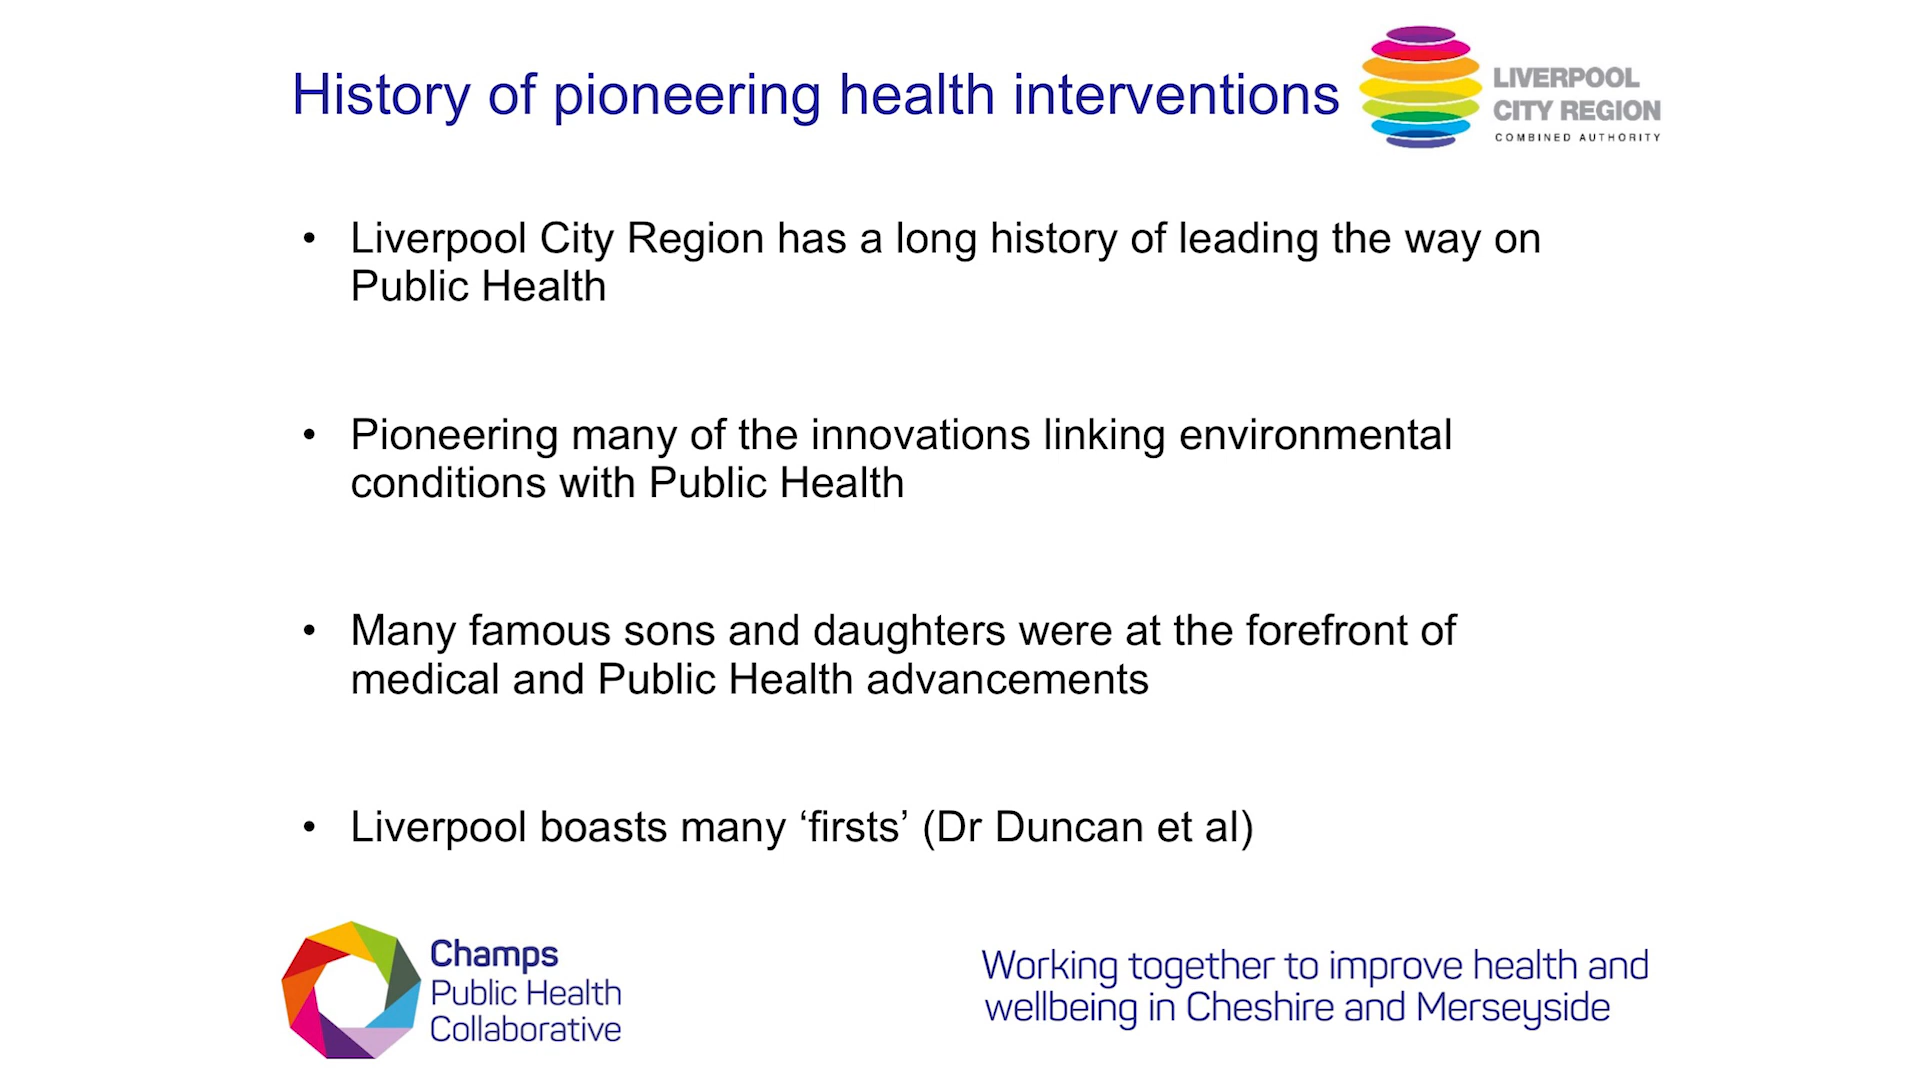 History of pioneering health interventions
LIVERPOOL
CITY REGION
COMBINED AUTHORITY
• Liverpool City Region has a long history of leading the way on
Public Health
• Pioneering many of the innovations linking environmental
conditions with Public Health
• Many famous sons and daughters were at the forefront of
medical and Public Health advancements
• Liverpool boasts many ‘firsts’ (Dr Duncan et al)
Champs
Public Health
Collaborative
Working together to improve health and
wellbeing in Cheshire and Merseyside